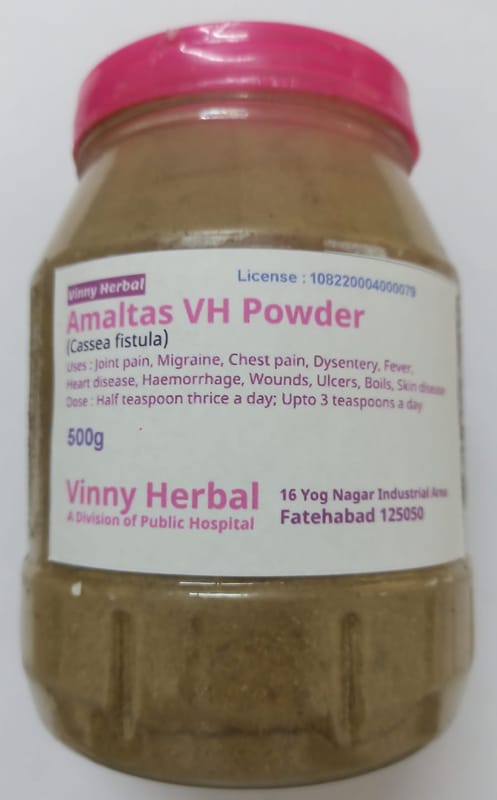 License : 108220004000079
Vinny Herbal
Amaltas VH Powder
(Cassea fistula)
Uses : Joint pain, Migraine, Chest pain, Dysentery, Fever,
Heart disease, Haemorrhage, Wounds, Ulcers, Boils, Skin disease
Dose : Half teaspoon thrice a day; Upto 3 teaspoons a day
500g
Vinny Herbal
A Division of Public Hospital
16 Yog Nagar Industrial Area
Fatehabad 125050